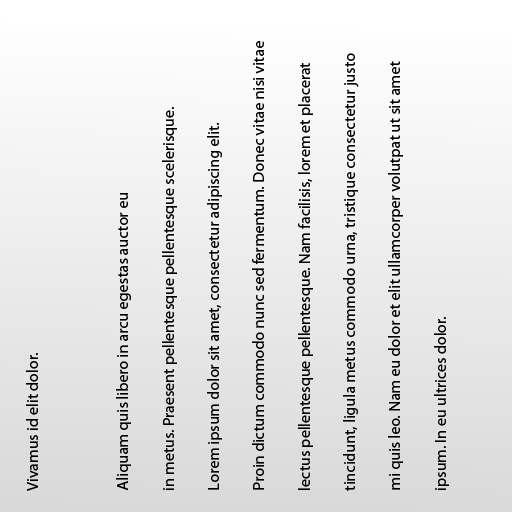 Vivamus id elit dolor.
Aliquam quis libero in arcu egestas auctor eu
in metus. Praesent pellentesque pellentesque scelerisque.
Lorem ipsum dolor sit amet, consectetur adipiscing elit.
Proin dictum commodo nunc sed fermentum. Donec vitae nisi vitae
lectus pellentesque pellentesque. Nam facilisis, lorem et placerat
tincidunt, ligula metus commodo urna, tristique consectetur justo
mi quis leo. Nam eu dolor et elit ullamcorper volutpat ut sit amet
ipsum. In eu ultrices dolor.